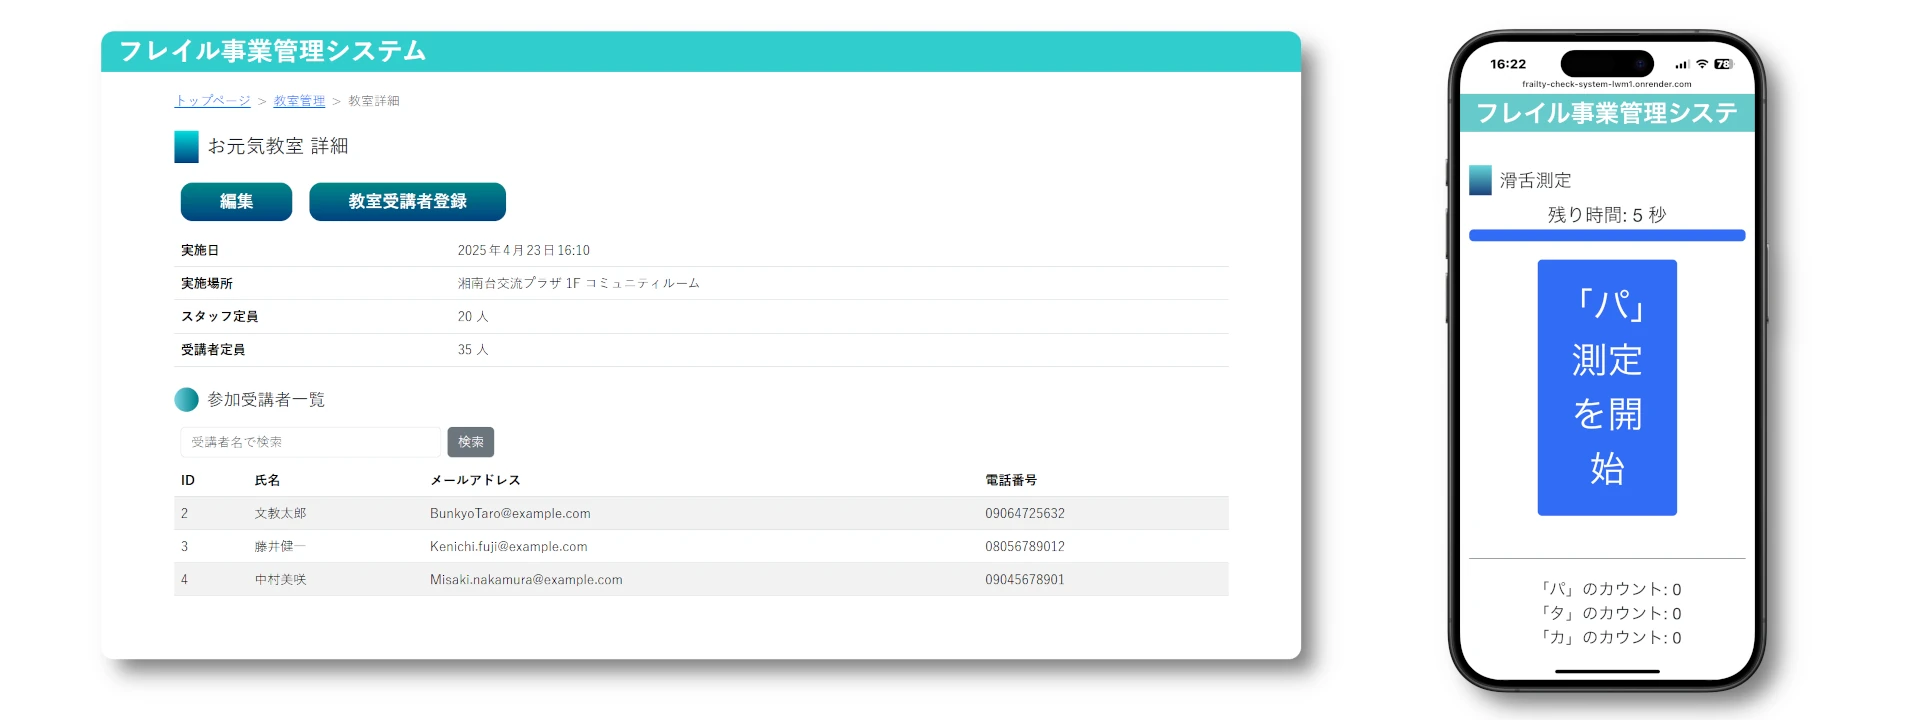 フレイル事業管理システム
トップページ > 教室管理 > 教室詳細
お元気教室 詳細
編集 教室受講者登録
実施日 2025年4月23日16:10
実施場所 湘南台交流プラザ 1F コミュニティルーム
スタッフ定員 20 人
受講者定員 35 人
参加受講者一覧
受講者名で検索 検索
ID 氏名 メールアドレス 電話番号
2 文教太郎 BunkyoTaro@example.com 09064725632
3 藤井健一 Kenichi.fuji@example.com 08056789012
4 中村美咲 Misaki.nakamura@example.com 09045678901
16:22 78
frailty-check-system-lwm1.onrender.com
フレイル事業管理システ
滑舌測定
残り時間: 5 秒
「パ」
測定
を開
始
「パ」のカウント: 0
「タ」のカウント: 0
「カ」のカウント: 0